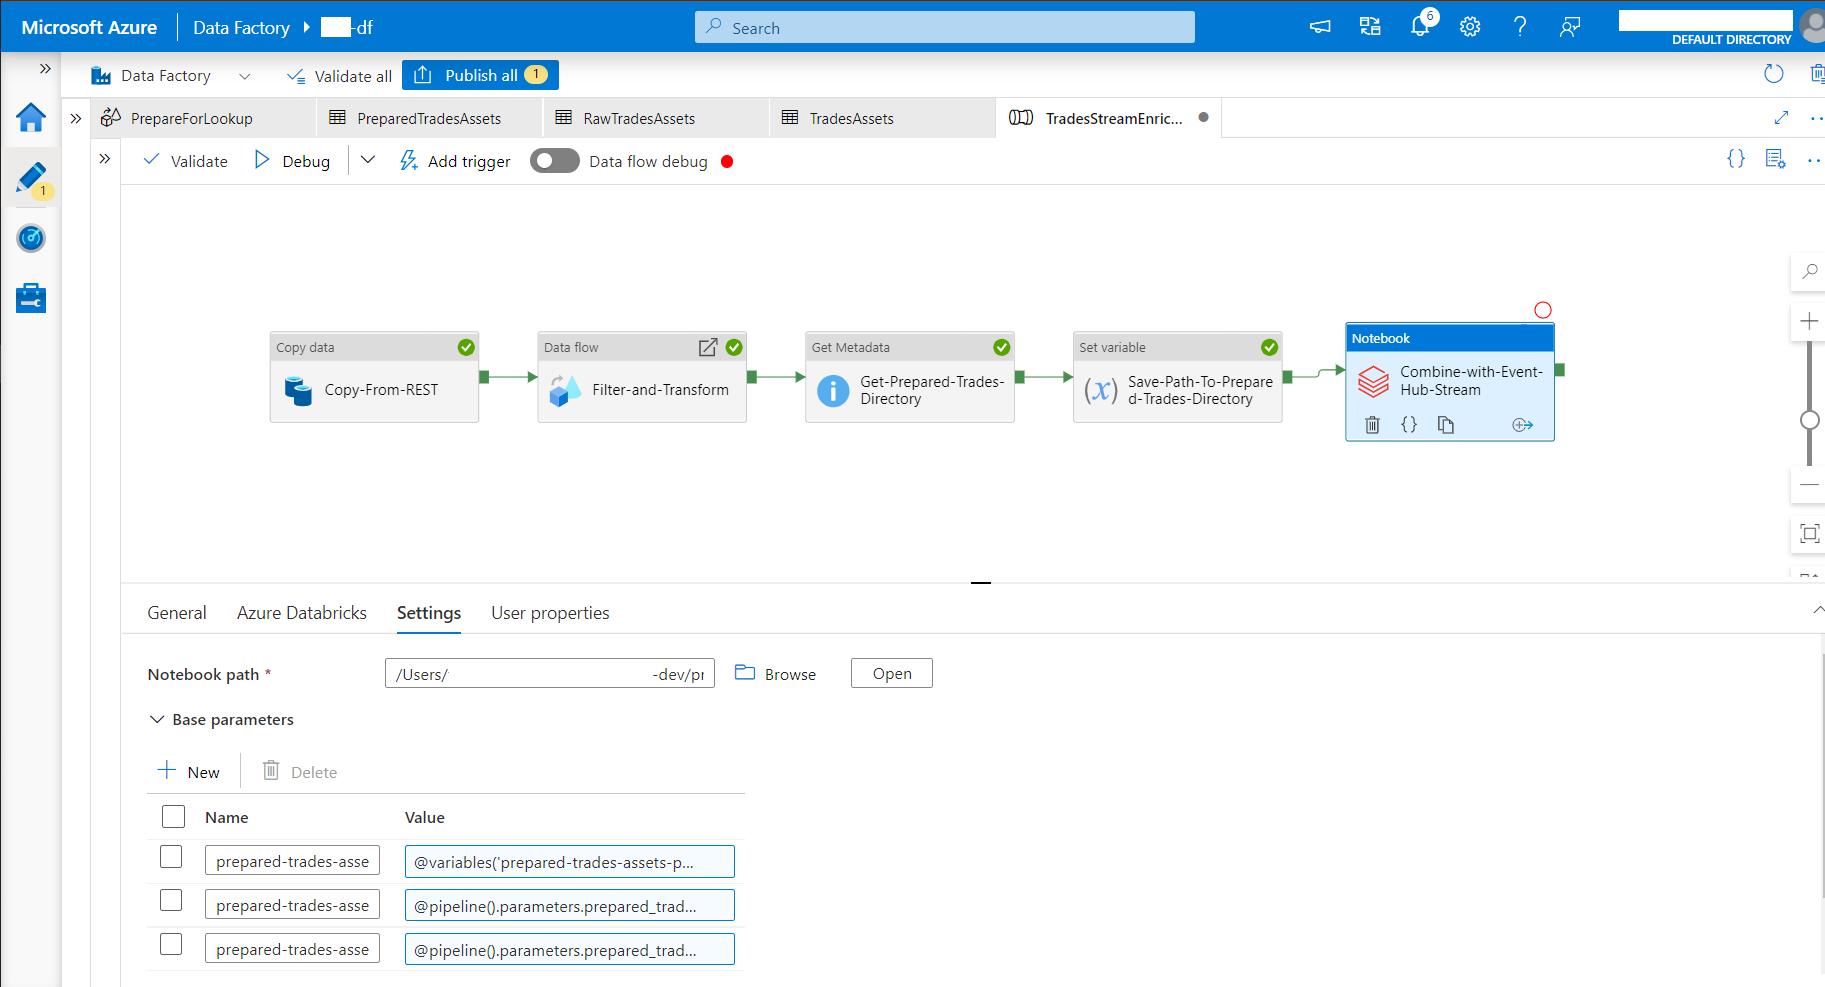 Microsoft Azure
Data Factory
-df
Search
6
DEFAULT DIRECTORY
Data Factory
Validate all
Publish all
1
PrepareForLookup
PreparedTradesAssets
RawTradesAssets
TradesAssets
TradesStreamEnric...
1
Validate
Debug
Add trigger
Data flow debug
Copy data
Copy-From-REST
Data flow
Filter-and-Transform
Get Metadata
Get-Prepared-Trades-
Directory
Set variable
(x)
Save-Path-To-Prepare
d-Trades-Directory
Notebook
Combine-with-Event-
Hub-Stream
General
Azure Databricks
Settings
User properties
Notebook path *
/Users/
-dev/pr
Browse
Open
Base parameters
New
Delete
Name
Value
prepared-trades-asse
@variables('prepared-trades-assets-p...
prepared-trades-asse
@pipeline().parameters.prepared_trad...
prepared-trades-asse
@pipeline().parameters.prepared_trad...